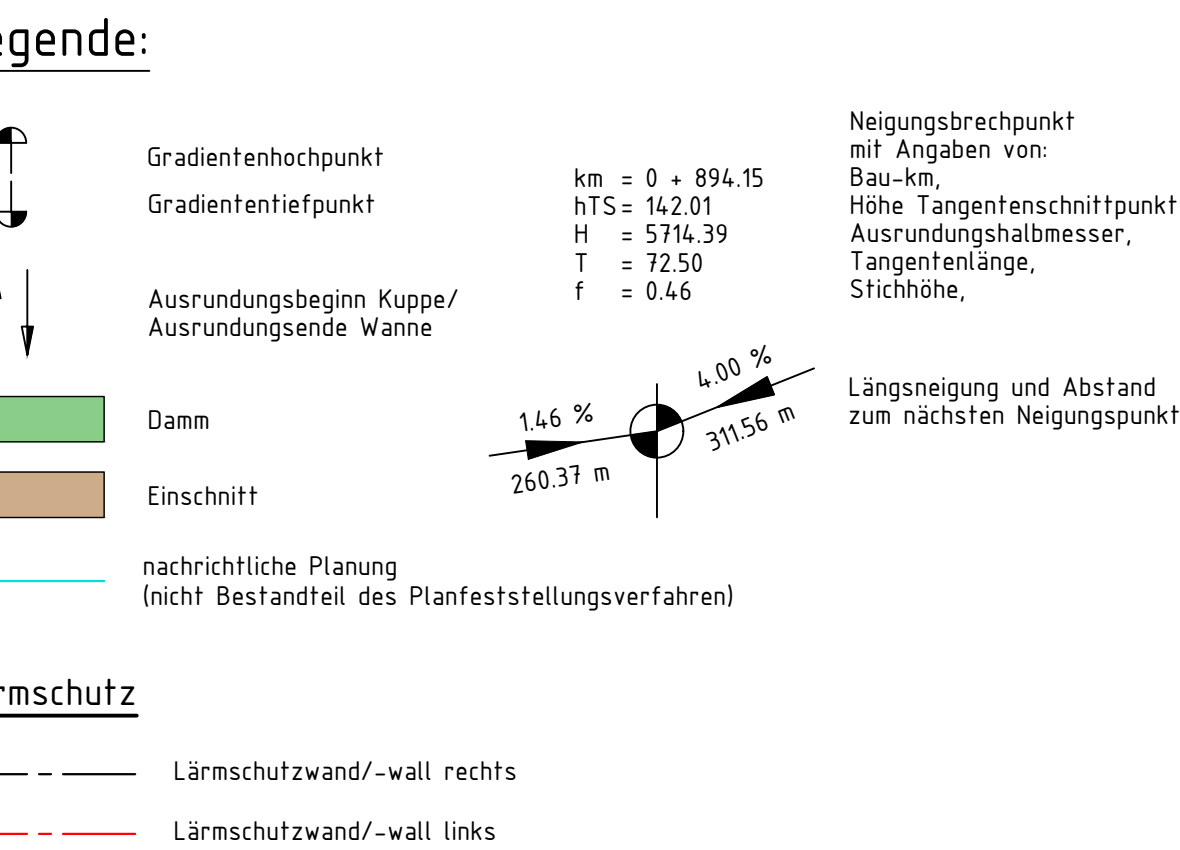 egende:
Gradientenhochpunkt
Gradiententiefpunkt
Ausrundungsbeginn Kuppe/
Ausrundungsende Wanne
Damm
Einschnitt
nachrichtliche Planung
(nicht Bestandteil des Planfeststellungsverfahren)
km = 0 + 894.15
hTS = 142.01
H = 5714.39
T = 72.50
f = 0.46
Neigungsbrechpunkt
mit Angaben von:
Bau-km,
Höhe Tangentenschnittpunkt
Ausrundungshalbmesser,
Tangentenlänge,
Stichhöhe,
1.46 %
260.37 m
4.00 %
311.56 m
Längsneigung und Abstand
zum nächsten Neigungspunkt
rmschutz
Lärmschutzwand/-wall rechts
Lärmschutzwand/-wall links